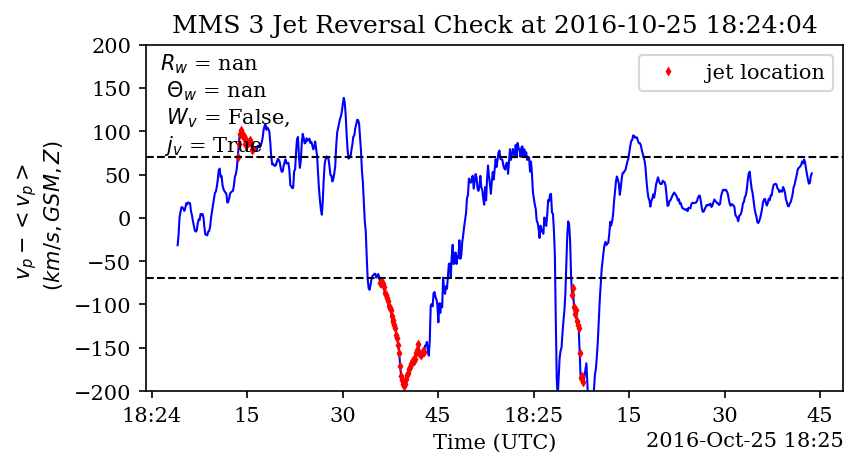 MMS 3 Jet Reversal Check at 2016-10-25 18:24:04
R_w = nan
Θ_w = nan
W_v = False,
j_v = True
jet location
200
150
100
50
0
−50
−100
−150
−200
v_p − < v_p >
(km/s, GSM, Z)
18:24 15 30 45 18:25 15 30 45
Time (UTC)
2016-Oct-25 18:25